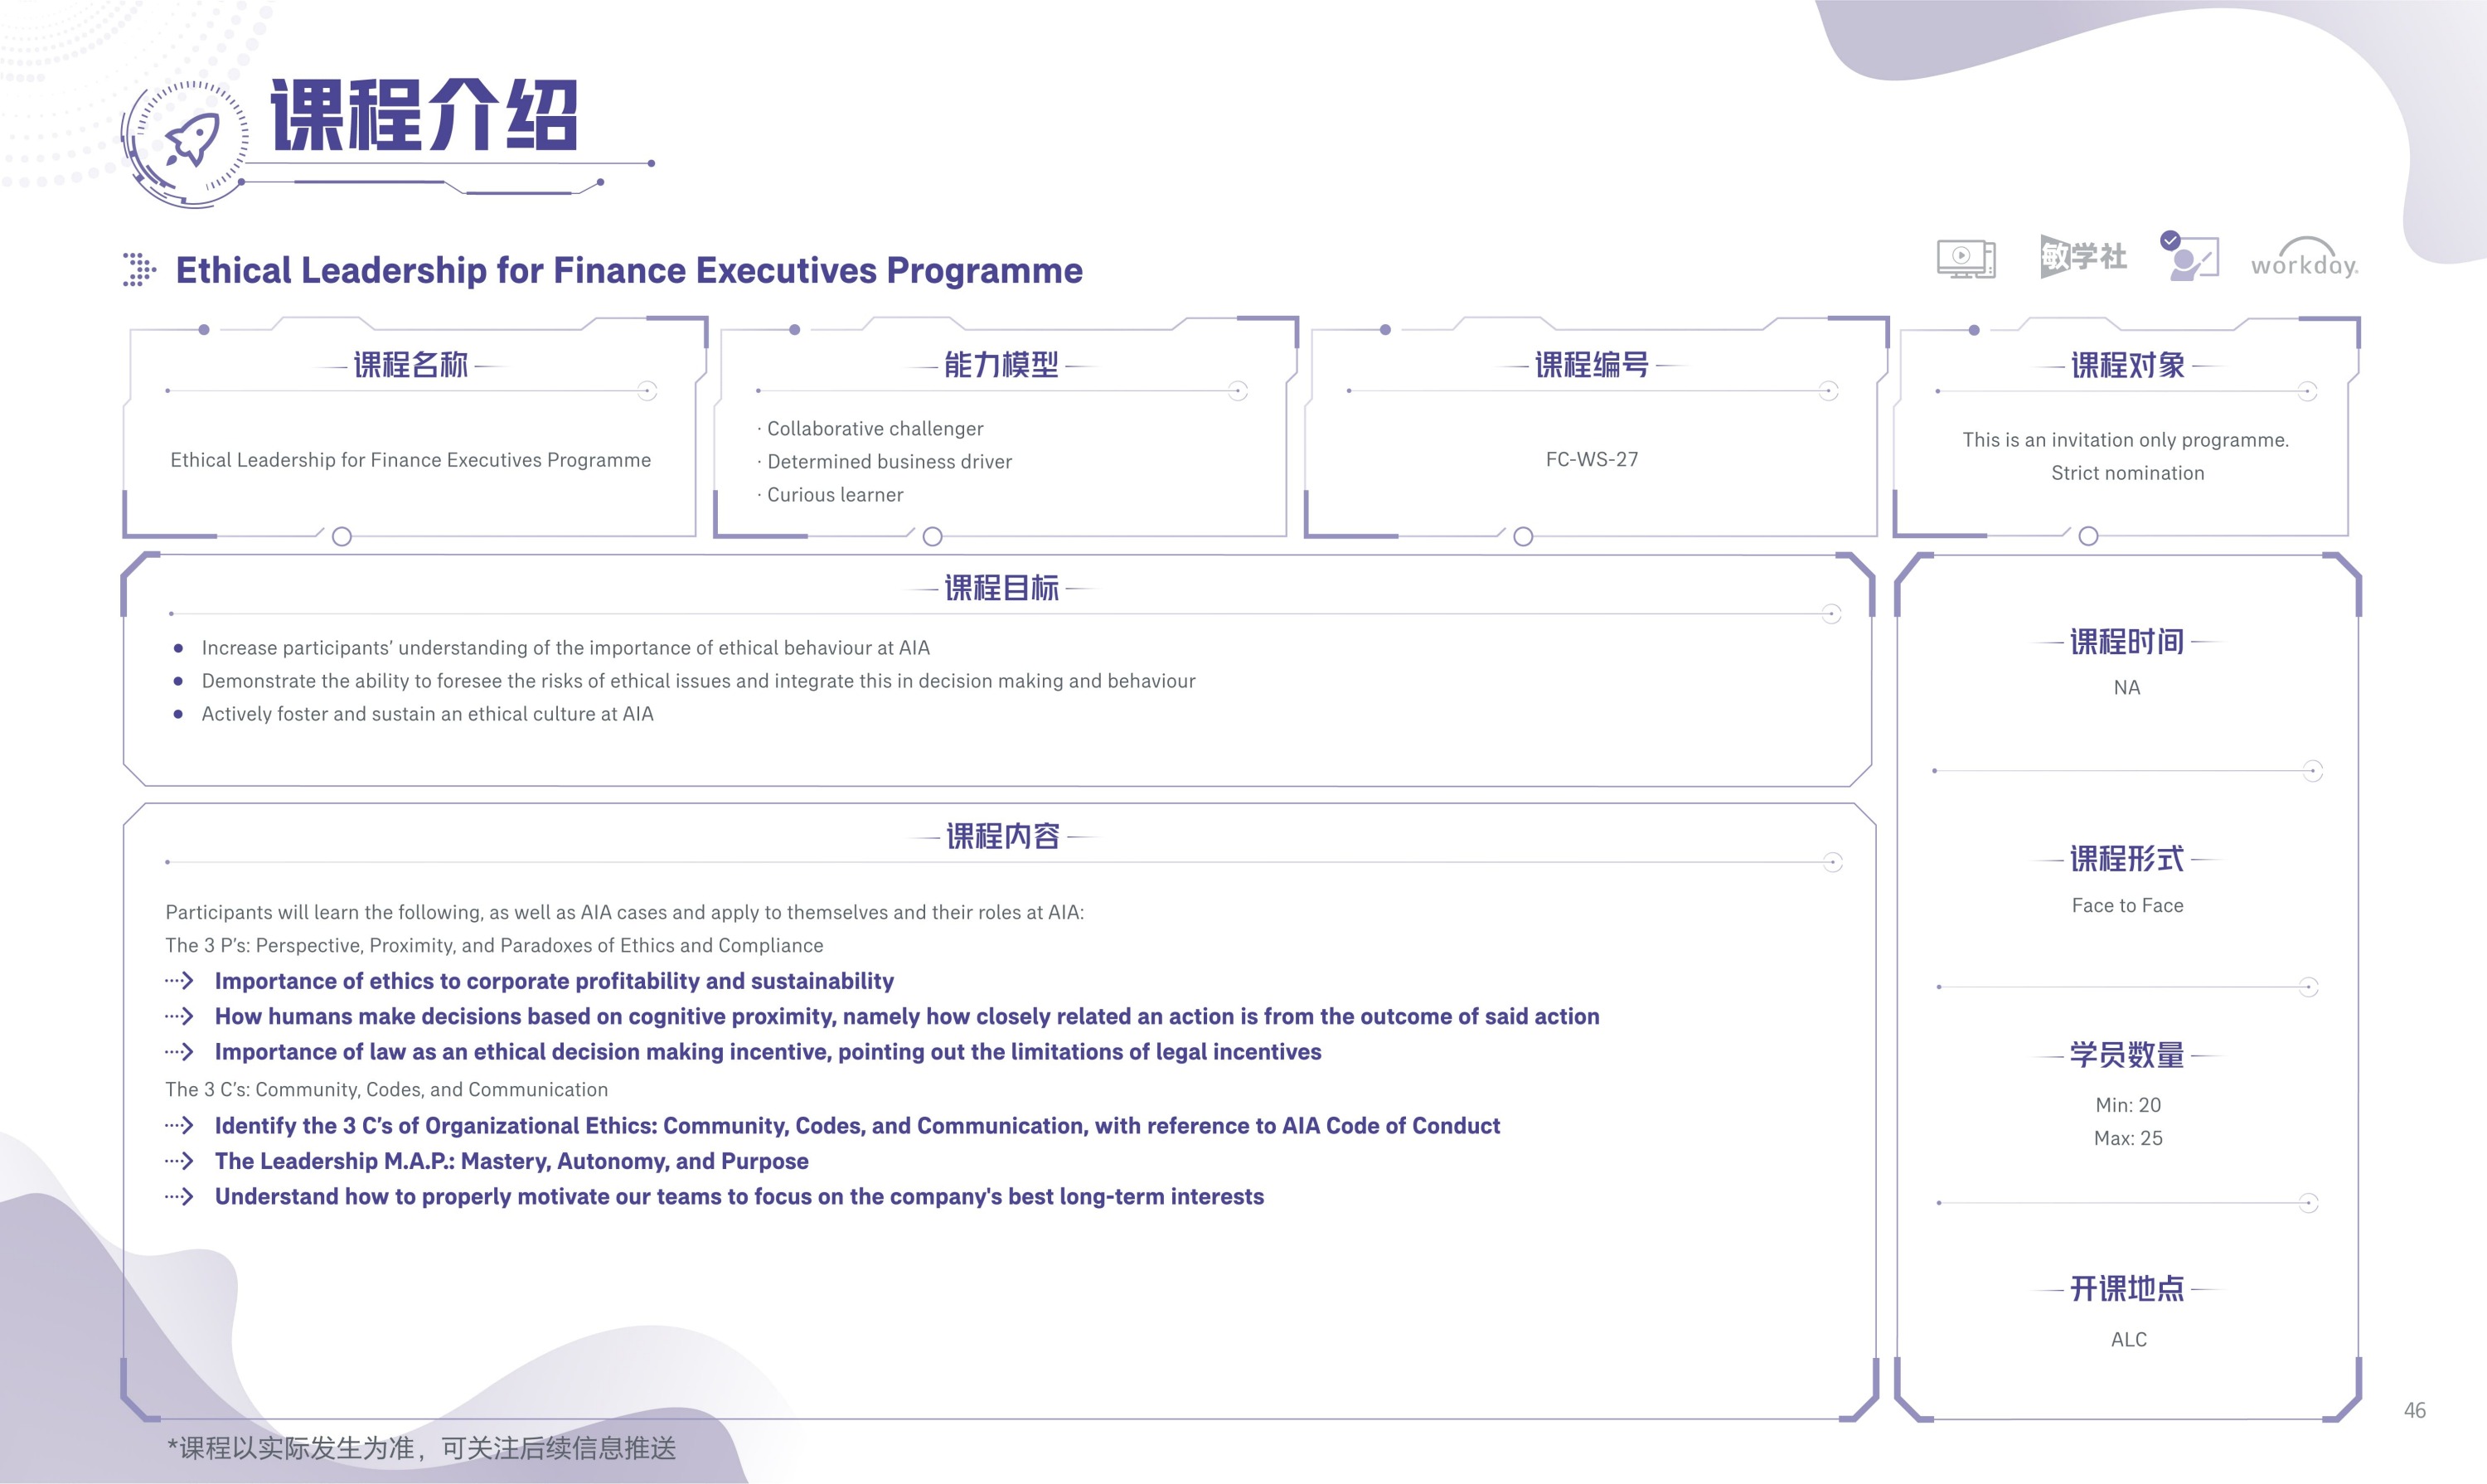 课程介绍
Ethical Leadership for Finance Executives Programme
敏学社
workday.
课程名称
Ethical Leadership for Finance Executives Programme
能力模型
· Collaborative challenger
· Determined business driver
· Curious learner
课程编号
FC-WS-27
课程对象
This is an invitation only programme.
Strict nomination
课程目标
● Increase participants’ understanding of the importance of ethical behaviour at AIA
● Demonstrate the ability to foresee the risks of ethical issues and integrate this in decision making and behaviour
● Actively foster and sustain an ethical culture at AIA
课程内容
Participants will learn the following, as well as AIA cases and apply to themselves and their roles at AIA:
The 3 P’s: Perspective, Proximity, and Paradoxes of Ethics and Compliance
Importance of ethics to corporate profitability and sustainability
How humans make decisions based on cognitive proximity, namely how closely related an action is from the outcome of said action
Importance of law as an ethical decision making incentive, pointing out the limitations of legal incentives
The 3 C’s: Community, Codes, and Communication
Identify the 3 C’s of Organizational Ethics: Community, Codes, and Communication, with reference to AIA Code of Conduct
The Leadership M.A.P.: Mastery, Autonomy, and Purpose
Understand how to properly motivate our teams to focus on the company's best long-term interests
课程时间
NA
课程形式
Face to Face
学员数量
Min: 20
Max: 25
开课地点
ALC
46
*课程以实际发生为准，可关注后续信息推送